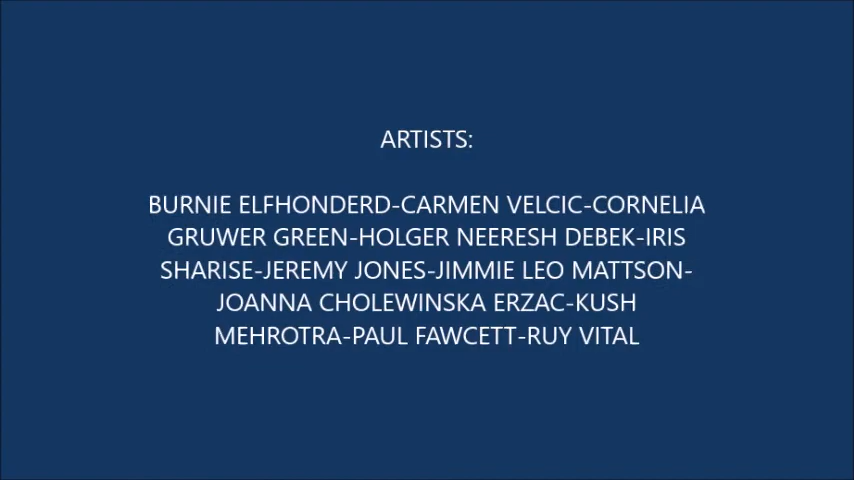 ARTISTS:
BURNIE ELFHONDERD-CARMEN VELCIC-CORNELIA
GRUWER GREEN-HOLGER NEERESH DEBEK-IRIS
SHARISE-JEREMY JONES-JIMMIE LEO MATTSON-
JOANNA CHOLEWINSKA ERZAC-KUSH
MEHROTRA-PAUL FAWCETT-RUY VITAL